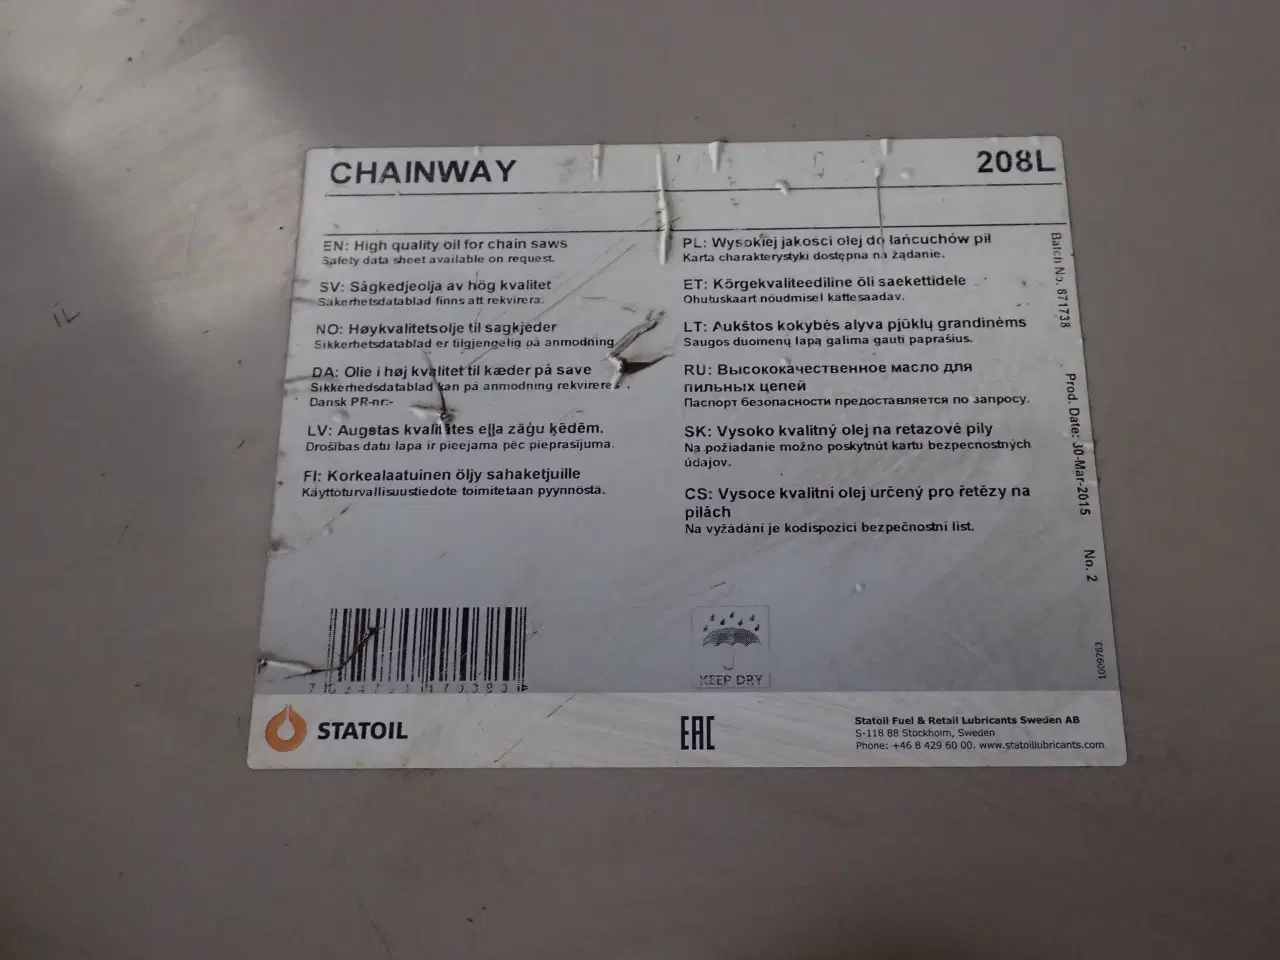 CHAINWAY
208L
EN: High quality oil for chain saws
Safety data sheet available on request.
SV: Sågkedjeolja av hög kvalitet
Säkerhetsdatablad finns att rekvirera.
NO: Høykvalitetsolje til sagkjeder
Sikkerhetsdatablad er tilgjengelig på anmodning
DA: Olie i høj kvalitet til kæder på save
Sikkerhedsdatablad kan på anmodning rekvireres.
Dansk PR-nr:-
LV: Augstas kvalitātes eļļa zāģu ķēdēm.
Drošības datu lapa ir pieejama pēc pieprasījuma.
FI: Korkealaatuinen öljy sahaketjuille
Käyttöturvallisuustiedote toimitetaan pyynnöstä.
PL: Wysokiej jakości olej do łańcuchów pił
Karta charakterystyki dostępna na żądanie.
ET: Kõrgekvaliteediline õli saekettidele
Ohutuskaart nõudmisel kättesaadav.
LT: Aukštos kokybės alyva pjūklų grandinėms
Saugos duomenų lapą galima gauti paprašius.
RU: Высококачественное масло для
пильных цепей
Паспорт безопасности предоставляется по запросу.
SK: Vysoko kvalitný olej na retazové pily
Na požiadanie možno poskytnúť kartu bezpecnostných
údajov.
CS: Vysoce kvalitní olej určený pro řetězy na
pilách
Na vyžádání je kodispozici bezpečnostní list.
Batch No. 871738
Prod. Date: 30-Mar-2015
No. 2
1009763
KEEP DRY
STATOIL
EAC
Statoil Fuel & Retail Lubricants Sweden AB
S-118 88 Stockholm, Sweden
Phone: +46 8 429 60 00. www.statoillubricants.com